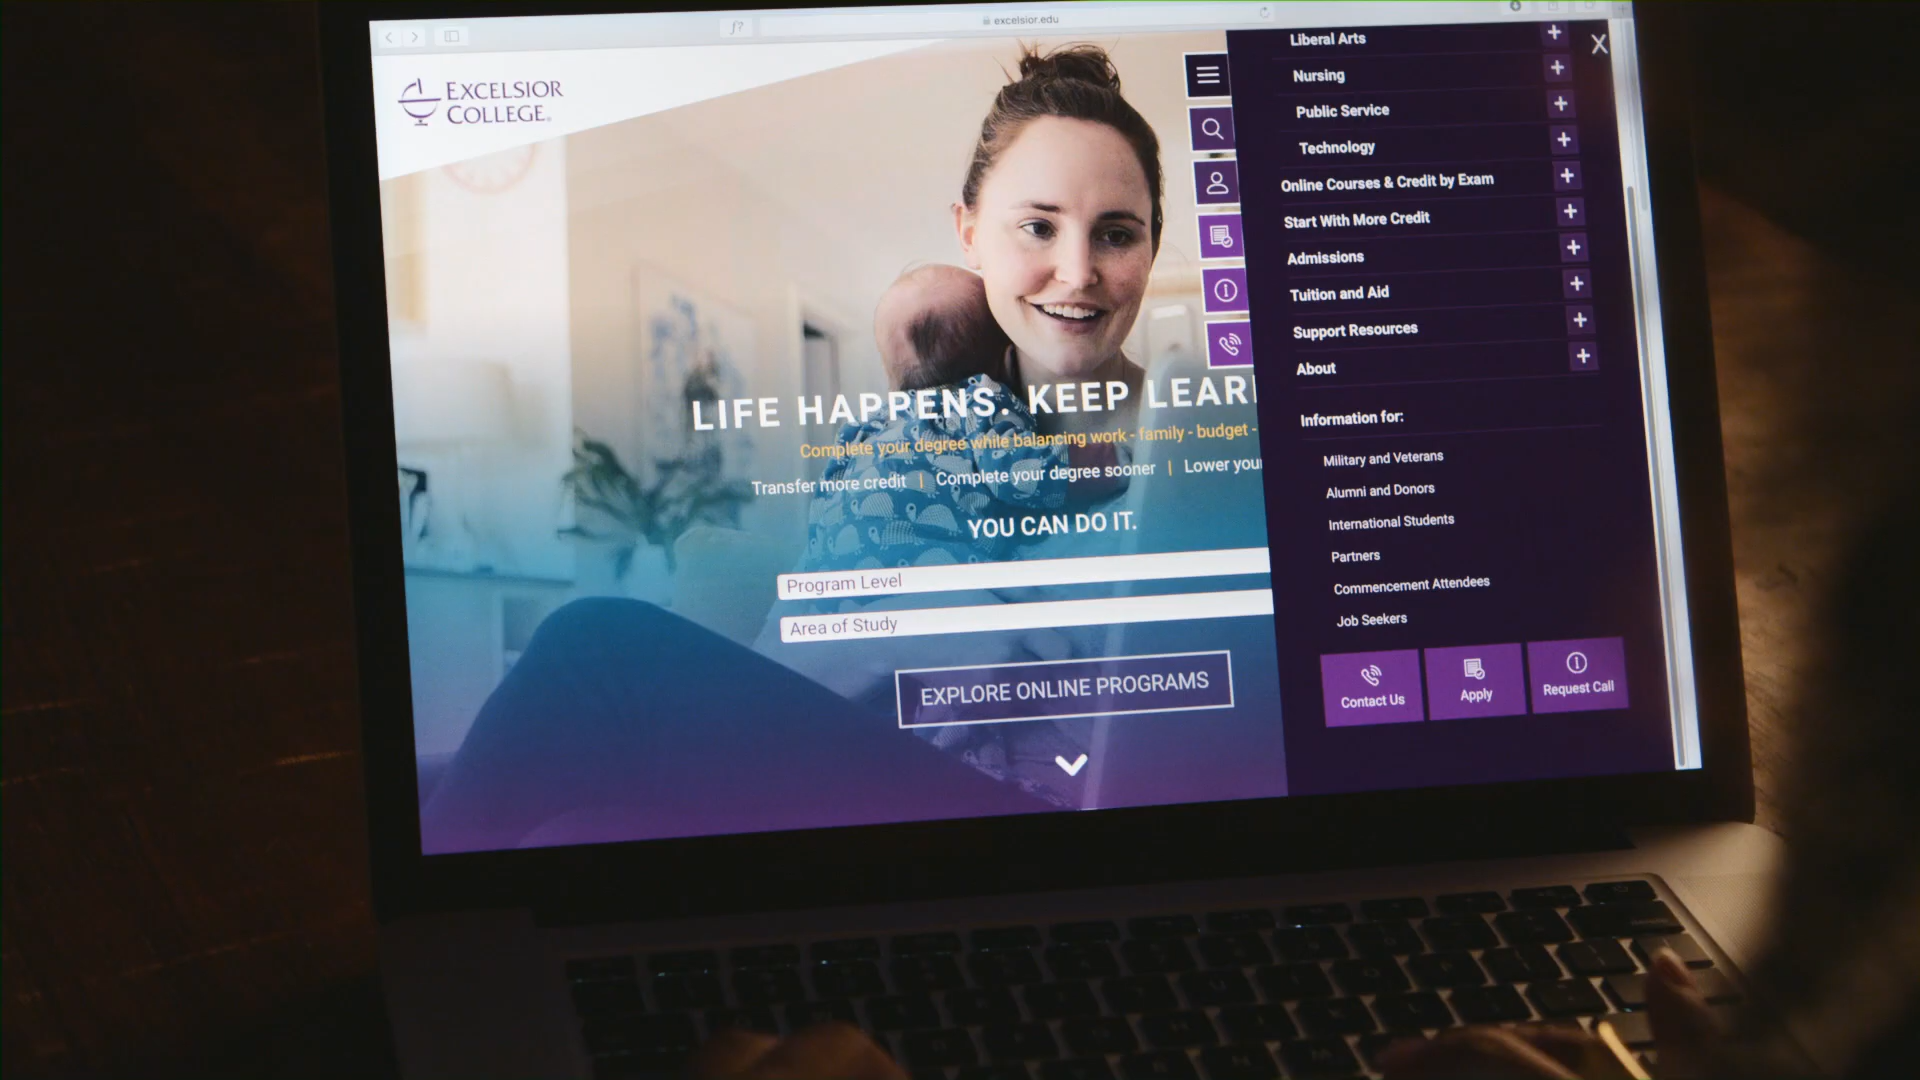 excelsior.edu
EXCELSIOR
COLLEGE
LIFE HAPPENS. KEEP LEAR
Complete your degree while balancing work - family - budget -
Transfer more credit | Complete your degree sooner | Lower your
YOU CAN DO IT.
Program Level
Area of Study
EXPLORE ONLINE PROGRAMS
X
Liberal Arts
Nursing
Public Service
Technology
Online Courses & Credit by Exam
Start With More Credit
Admissions
Tuition and Aid
Support Resources
About
Information for:
Military and Veterans
Alumni and Donors
International Students
Partners
Commencement Attendees
Job Seekers
Contact Us
Apply
Request Call